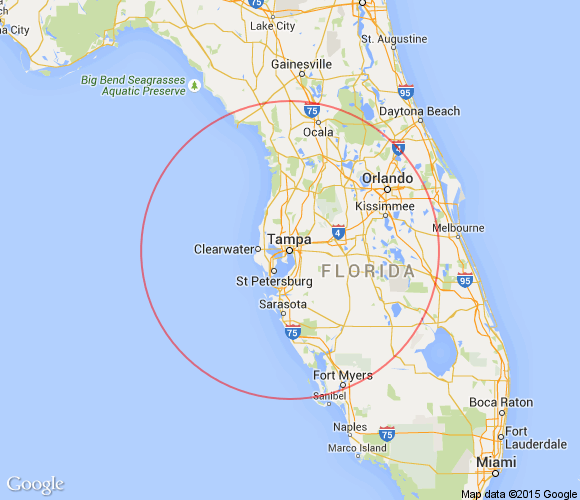 75
Lake City
St. Augustine
na City
Gainesville
Big Bend Seagrasses
Aquatic Preserve
95
75
Ocala
Daytona Beach
4
Orlando
Kissimmee
Melbourne
4
Tampa
Clearwater
FLORIDA
St Petersburg
95
Sarasota
75
Fort Myers
Sanibel
Boca Raton
Naples
75
Fort
Lauderdale
Marco Island
Miami
Google
Map data ©2015 Google